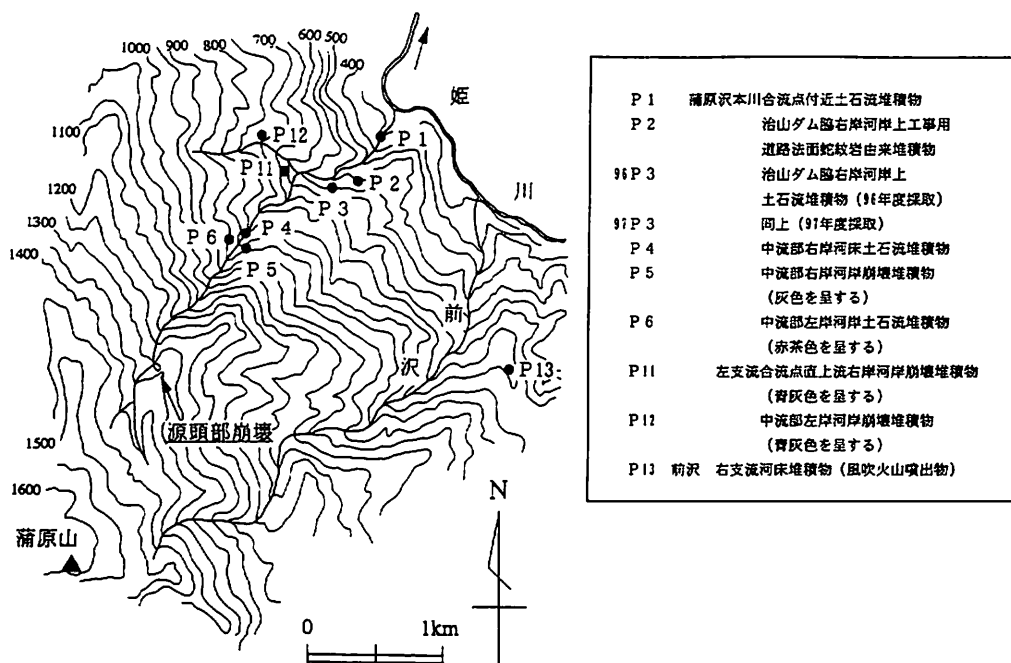 1000
900
800
700
600
500
400
姫
川
1100
1200
1300
1400
P12
P1
P11
P2
P3
P4
P6
P5
前
沢
P13
源頭部崩壊
1500
1600
蒲原山
N
0
1km
P1 蒲原沢本川合流点付近土石流堆積物
P2 治山ダム脇右岸河岸上工事用
道路法面蛇紋岩由来堆積物
96P3 治山ダム脇右岸河岸上
土石流堆積物(96年度採取)
97P3 同上(97年度採取)
P4 中流部右岸河床土石流堆積物
P5 中流部右岸河岸崩壊堆積物
(灰色を呈する)
P6 中流部左岸河岸土石流堆積物
(赤茶色を呈する)
P11 左支流合流点直上流右岸河岸崩壊堆積物
(青灰色を呈する)
P12 中流部左岸河岸崩壊堆積物
(青灰色を呈する)
P13 前沢 右支流河床堆積物(風吹火山噴出物)